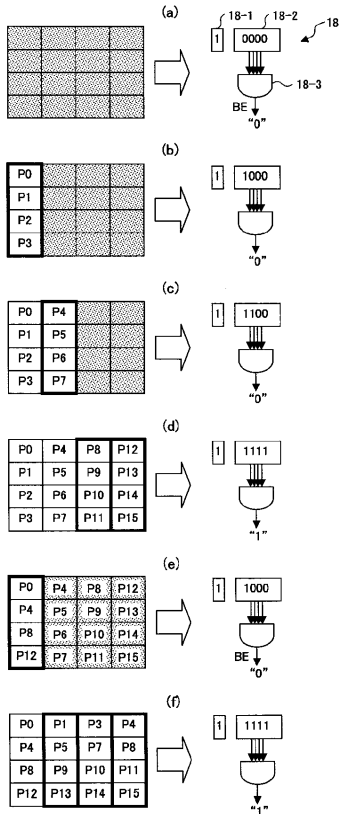 (a)
18-1 18-2 18
1 0000
18-3
BE
"0"
(b)
P0
P1
P2
P3
1 1000
"0"
(c)
P0 P4
P1 P5
P2 P6
P3 P7
1 1100
"0"
(d)
P0 P4 P8 P12
P1 P5 P9 P13
P2 P6 P10 P14
P3 P7 P11 P15
1 1111
"1"
(e)
P0 P4 P8 P12
P4 P5 P9 P13
P8 P6 P10 P14
P12 P7 P11 P15
1 1000
BE
"0"
(f)
P0 P1 P3 P4
P4 P5 P7 P8
P8 P9 P10 P11
P12 P13 P14 P15
1 1111
"1"